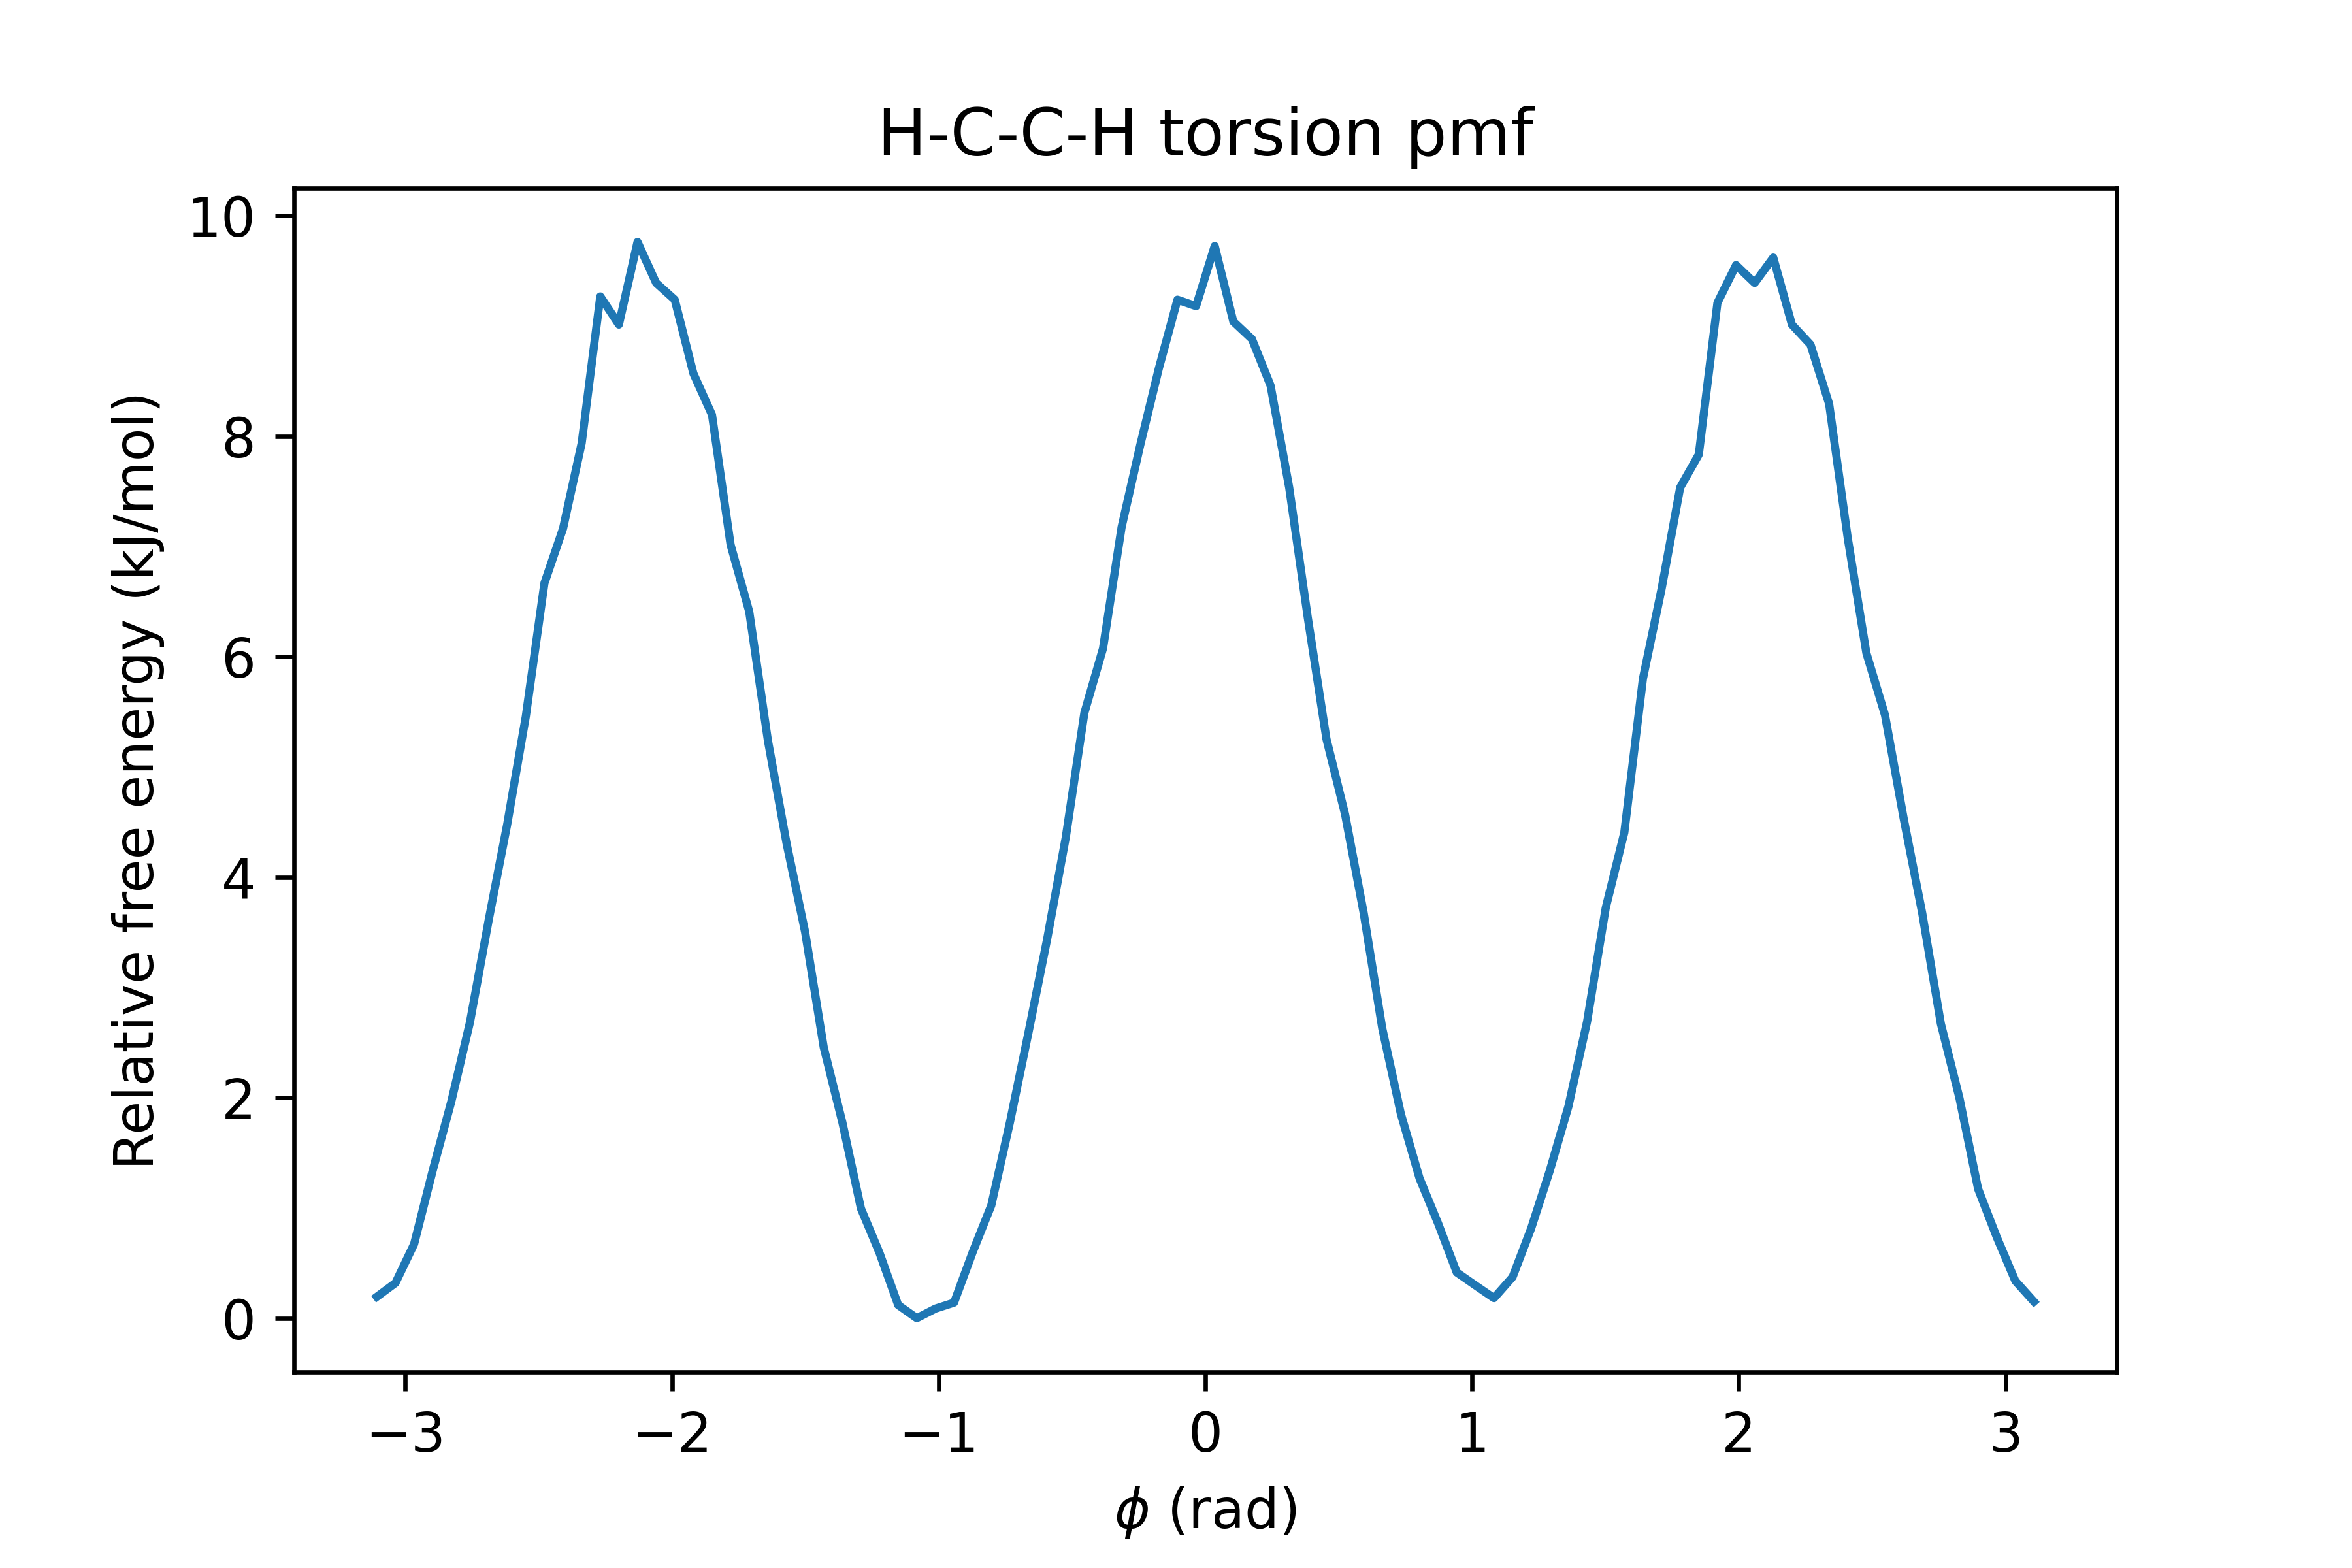 H-C-C-H torsion pmf
Relative free energy (kJ/mol)
10
8
6
4
2
0
−3 −2 −1 0 1 2 3
ϕ (rad)